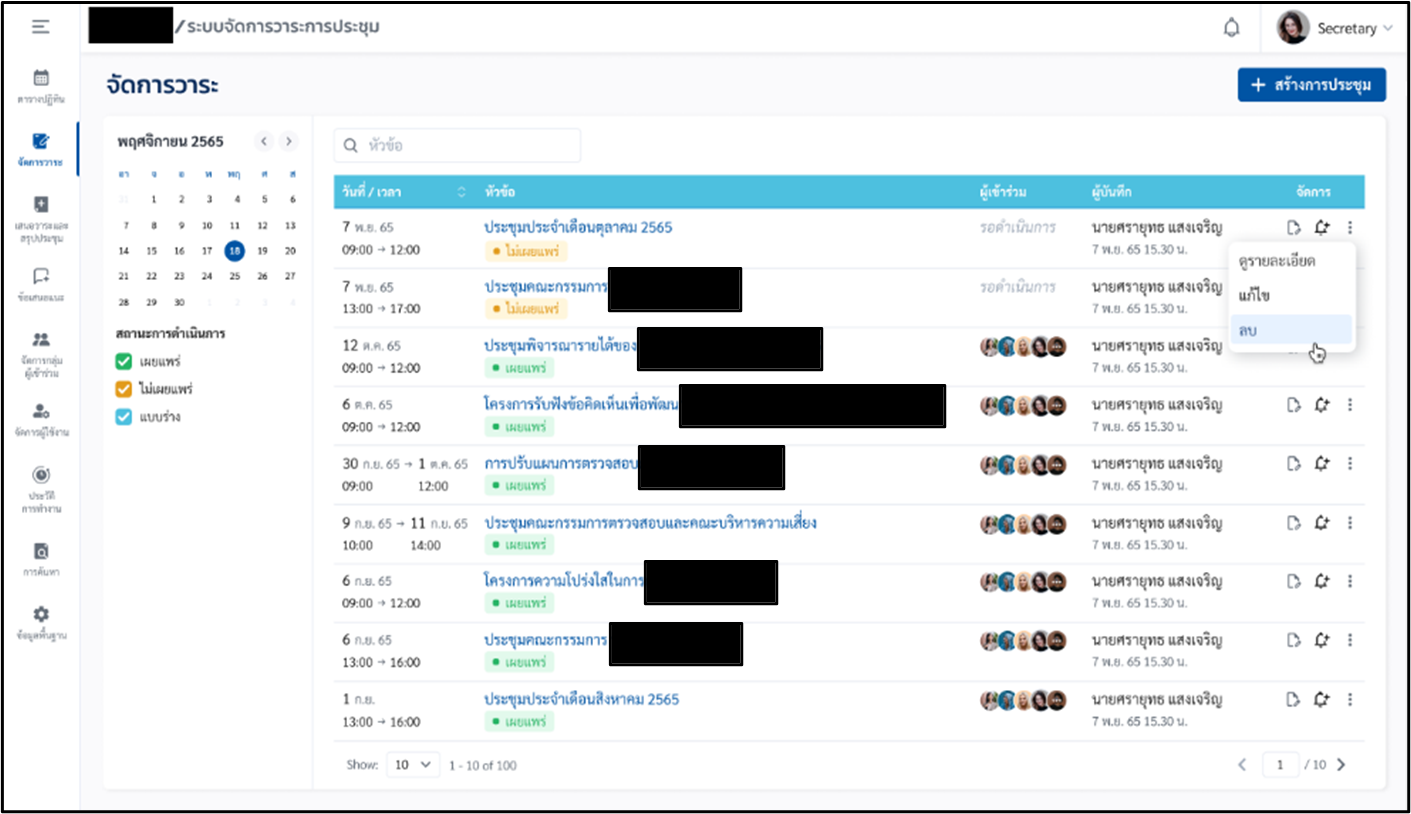 /ระบบจัดการวาระการประชุม
Secretary
ตารางปฏิทิน
จัดการวาระ
เสนอวาระและ
สรุปประชุม
ข้อเสนอแนะ
จัดการกลุ่ม
ผู้เข้าร่วม
จัดการผู้ใช้งาน
ประวัติ
การทำงาน
การค้นหา
ข้อมูลพื้นฐาน
จัดการวาระ
+ สร้างการประชุม
พฤศจิกายน 2565
อา จ อ พ พฤ ศ ส
31 1 2 3 4 5 6
7 8 9 10 11 12 13
14 15 16 17 18 19 20
21 22 23 24 25 26 27
28 29 30 1 2 3 4
สถานะการดำเนินการ
เผยแพร่
ไม่เผยแพร่
แบบร่าง
หัวข้อ
วันที่ / เวลา หัวข้อ ผู้เข้าร่วม ผู้บันทึก จัดการ
7 พ.ย. 65 ประชุมประจำเดือนตุลาคม 2565 รอดำเนินการ นายศรายุทธ แสงเจริญ
09:00 → 12:00 ไม่เผยแพร่ 7 พ.ย. 65 15.30 น.
ดูรายละเอียด
แก้ไข
ลบ
7 พ.ย. 65 ประชุมคณะกรรมการ รอดำเนินการ นายศรายุทธ แสงเจริญ
13:00 → 17:00 ไม่เผยแพร่ 7 พ.ย. 65 15.30 น.
12 ต.ค. 65 ประชุมพิจารณารายได้ของ นายศรายุทธ แสงเจริญ
09:00 → 12:00 เผยแพร่ 7 พ.ย. 65 15.30 น.
6 ต.ค. 65 โครงการรับฟังข้อคิดเห็นเพื่อพัฒน นายศรายุทธ แสงเจริญ
09:00 → 12:00 เผยแพร่ 7 พ.ย. 65 15.30 น.
30 ก.ย. 65 → 1 ต.ค. 65 การปรับแผนการตรวจสอบ นายศรายุทธ แสงเจริญ
09:00 12:00 เผยแพร่ 7 พ.ย. 65 15.30 น.
9 ก.ย. 65 → 11 ก.ย. 65 ประชุมคณะกรรมการตรวจสอบและคณะบริหารความเสี่ยง นายศรายุทธ แสงเจริญ
10:00 14:00 เผยแพร่ 7 พ.ย. 65 15.30 น.
6 ก.ย. 65 โครงการความโปร่งใสในการ นายศรายุทธ แสงเจริญ
09:00 → 12:00 เผยแพร่ 7 พ.ย. 65 15.30 น.
6 ก.ย. 65 ประชุมคณะกรรมการ นายศรายุทธ แสงเจริญ
13:00 → 16:00 เผยแพร่ 7 พ.ย. 65 15.30 น.
1 ก.ย. ประชุมประจำเดือนสิงหาคม 2565 นายศรายุทธ แสงเจริญ
13:00 → 16:00 เผยแพร่ 7 พ.ย. 65 15.30 น.
Show: 10 1 - 10 of 100 1 / 10